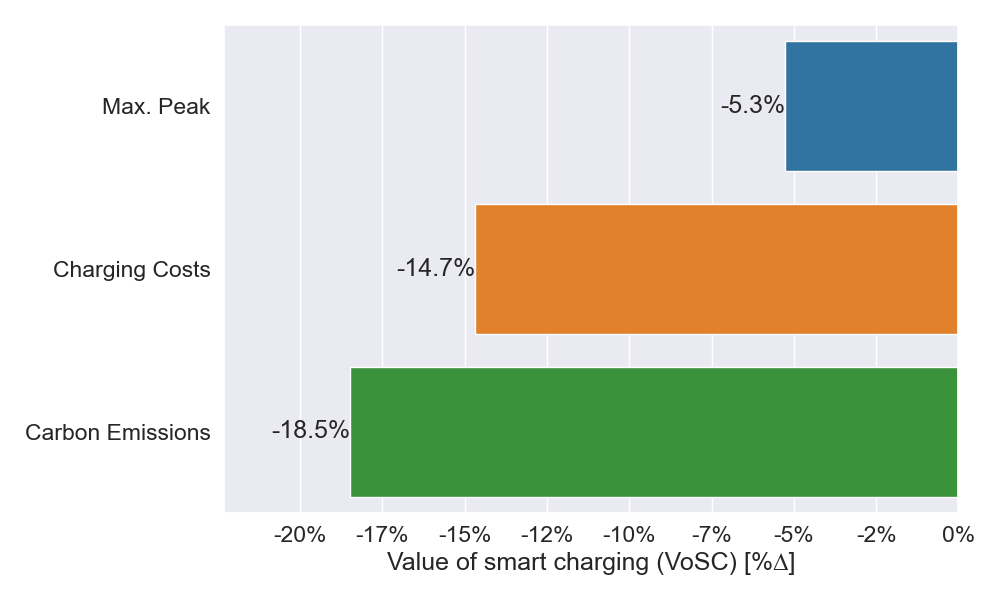 Max. Peak
-5.3%
Charging Costs
-14.7%
Carbon Emissions
-18.5%
-20% -17% -15% -12% -10% -7% -5% -2% 0%
Value of smart charging (VoSC) [%Δ]